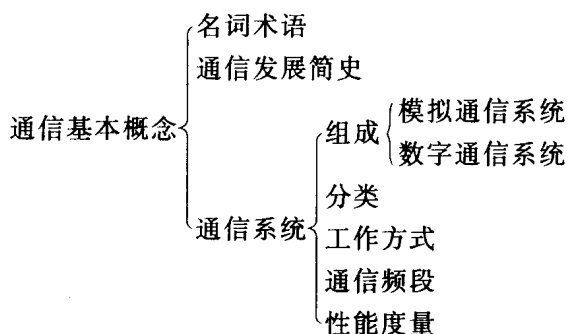 名词术语
通信发展简史
通信基本概念
组成
模拟通信系统
数字通信系统
分类
通信系统
工作方式
通信频段
性能度量